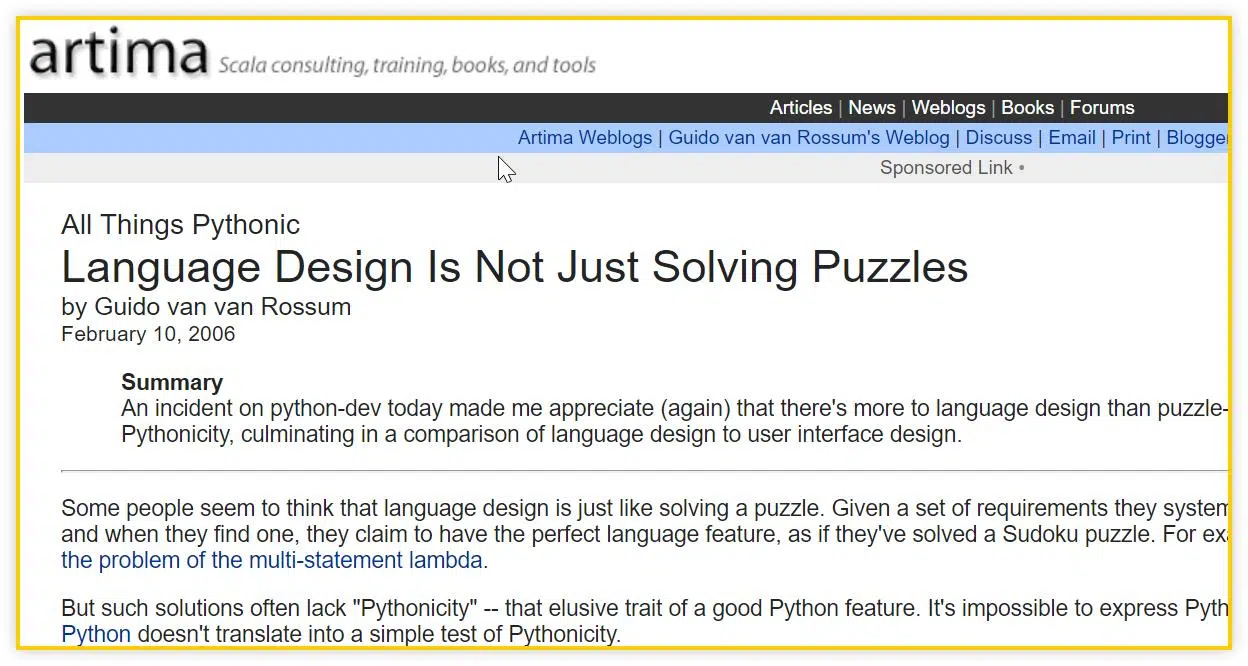 artima Scala consulting, training, books, and tools
Articles | News | Weblogs | Books | Forums
Artima Weblogs | Guido van van Rossum's Weblog | Discuss | Email | Print | Blogger
Sponsored Link •
All Things Pythonic
Language Design Is Not Just Solving Puzzles
by Guido van van Rossum
February 10, 2006
Summary
An incident on python-dev today made me appreciate (again) that there's more to language design than puzzle-
Pythonicity, culminating in a comparison of language design to user interface design.
Some people seem to think that language design is just like solving a puzzle. Given a set of requirements they system
and when they find one, they claim to have the perfect language feature, as if they've solved a Sudoku puzzle. For exa
the problem of the multi-statement lambda.
But such solutions often lack "Pythonicity" -- that elusive trait of a good Python feature. It's impossible to express Pyth
Python doesn't translate into a simple test of Pythonicity.